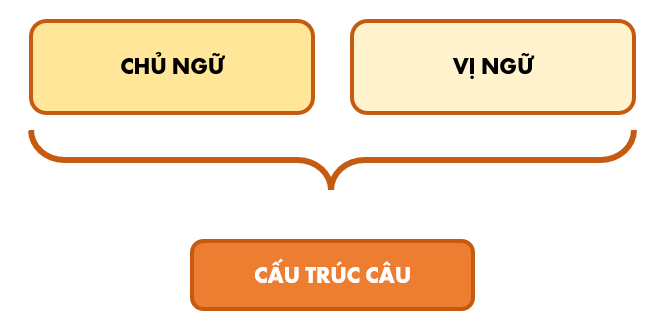 CHỦ NGỮ
VỊ NGỮ
CẤU TRÚC CÂU